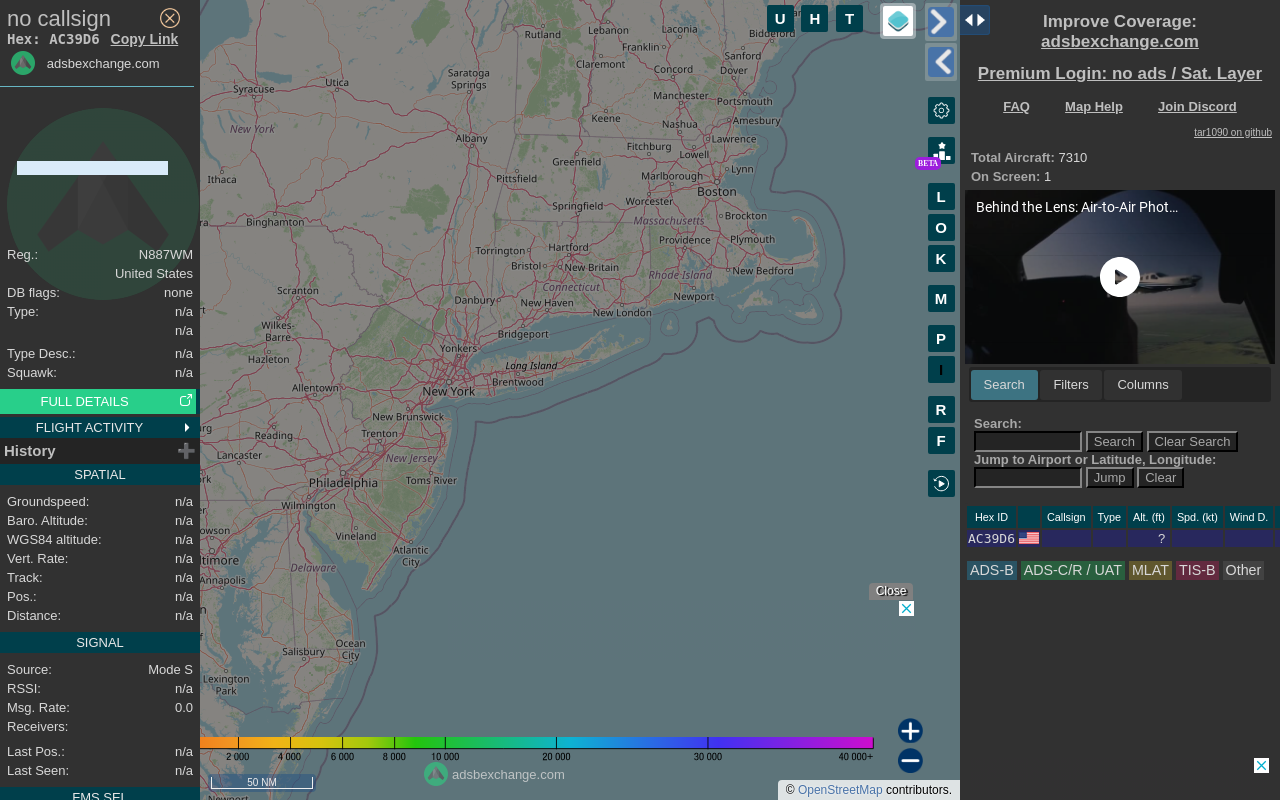 no callsign
Hex: AC39D6 Copy Link
adsbexchange.com
Reg.: N887WM
United States
DB flags: none
Type: n/a
n/a
Type Desc.: n/a
Squawk: n/a
FULL DETAILS
FLIGHT ACTIVITY
History
SPATIAL
Groundspeed: n/a
Baro. Altitude: n/a
WGS84 altitude: n/a
Vert. Rate: n/a
Track: n/a
Pos.: n/a
Distance: n/a
SIGNAL
Source: Mode S
RSSI: n/a
Msg. Rate: 0.0
Receivers:
Last Pos.: n/a
Last Seen: n/a
FMS SEL
U H T
Rutland
Lebanon
Laconia
Biddeford
Franklin
Sanford
Claremont
Concord
Dover
Utica
Saratoga
Springs
Syracuse
Manchester
Portsmouth
Keene
Nashua
Amesbury
New York
Albany
Fitchburg
Lawrence
Greenfield
Lowell
Ithaca
Pittsfield
Marlborough
Lynn
Boston
Worcester
Springfield
Binghamton
Massachusetts
Brockton
Providence
Plymouth
Torrington
Hartford
Bristol
New Britain
Rhode Island
New Bedford
Scranton
Connecticut
Danbury
New Haven
Newport
New London
Wilkes-
Barre
Bridgeport
Hazleton
Yonkers
Long Island
Allentown
Brentwood
New York
New Brunswick
Reading
Trenton
Lancaster
New Jersey
Philadelphia
Toms River
Wilmington
Vineland
Atlantic
City
Annapolis
Delaware
Ocean
City
Salisbury
Lexington
Park
BETA
L
O
K
M
P
I
R
F
Close
2 000 4 000 6 000 8 000 10 000 20 000 30 000 40 000+
adsbexchange.com
50 NM
© OpenStreetMap contributors.
Improve Coverage:
adsbexchange.com
Premium Login: no ads / Sat. Layer
FAQ Map Help Join Discord
tar1090 on github
Total Aircraft: 7310
On Screen: 1
Behind the Lens: Air-to-Air Phot...
Search Filters Columns
Search:
Search Clear Search
Jump to Airport or Latitude, Longitude:
Jump Clear
Hex ID Callsign Type Alt. (ft) Spd. (kt) Wind D.
AC39D6 ?
ADS-B ADS-C/R / UAT MLAT TIS-B Other